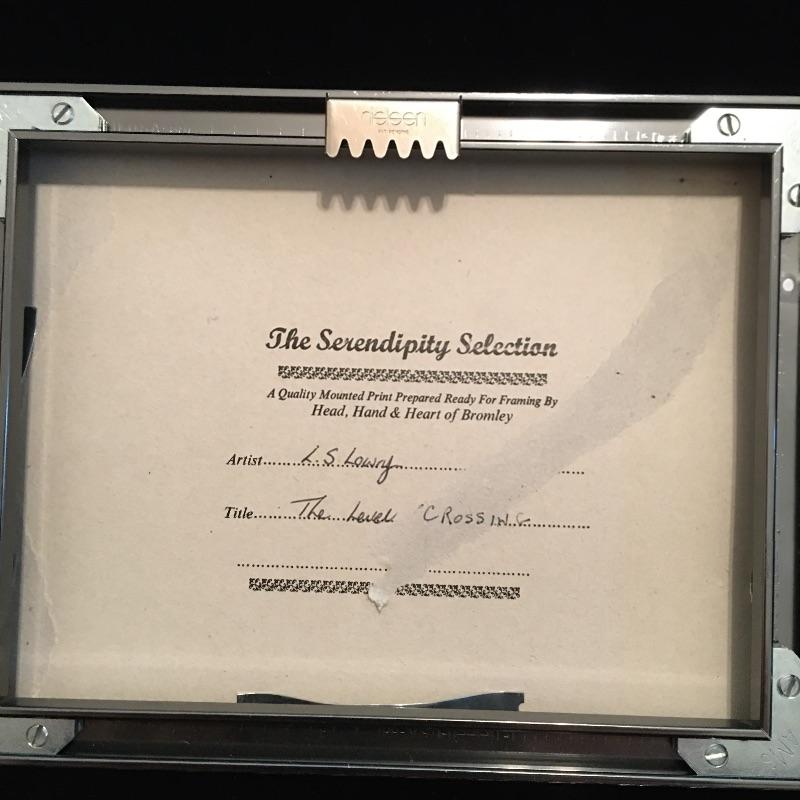 nielsen
The Serendipity Selection
A Quality Mounted Print Prepared Ready For Framing By
Head, Hand & Heart of Bromley
Artist.......L.S Lowry.............................
Title.......The Level CROSSING..............
..................................................